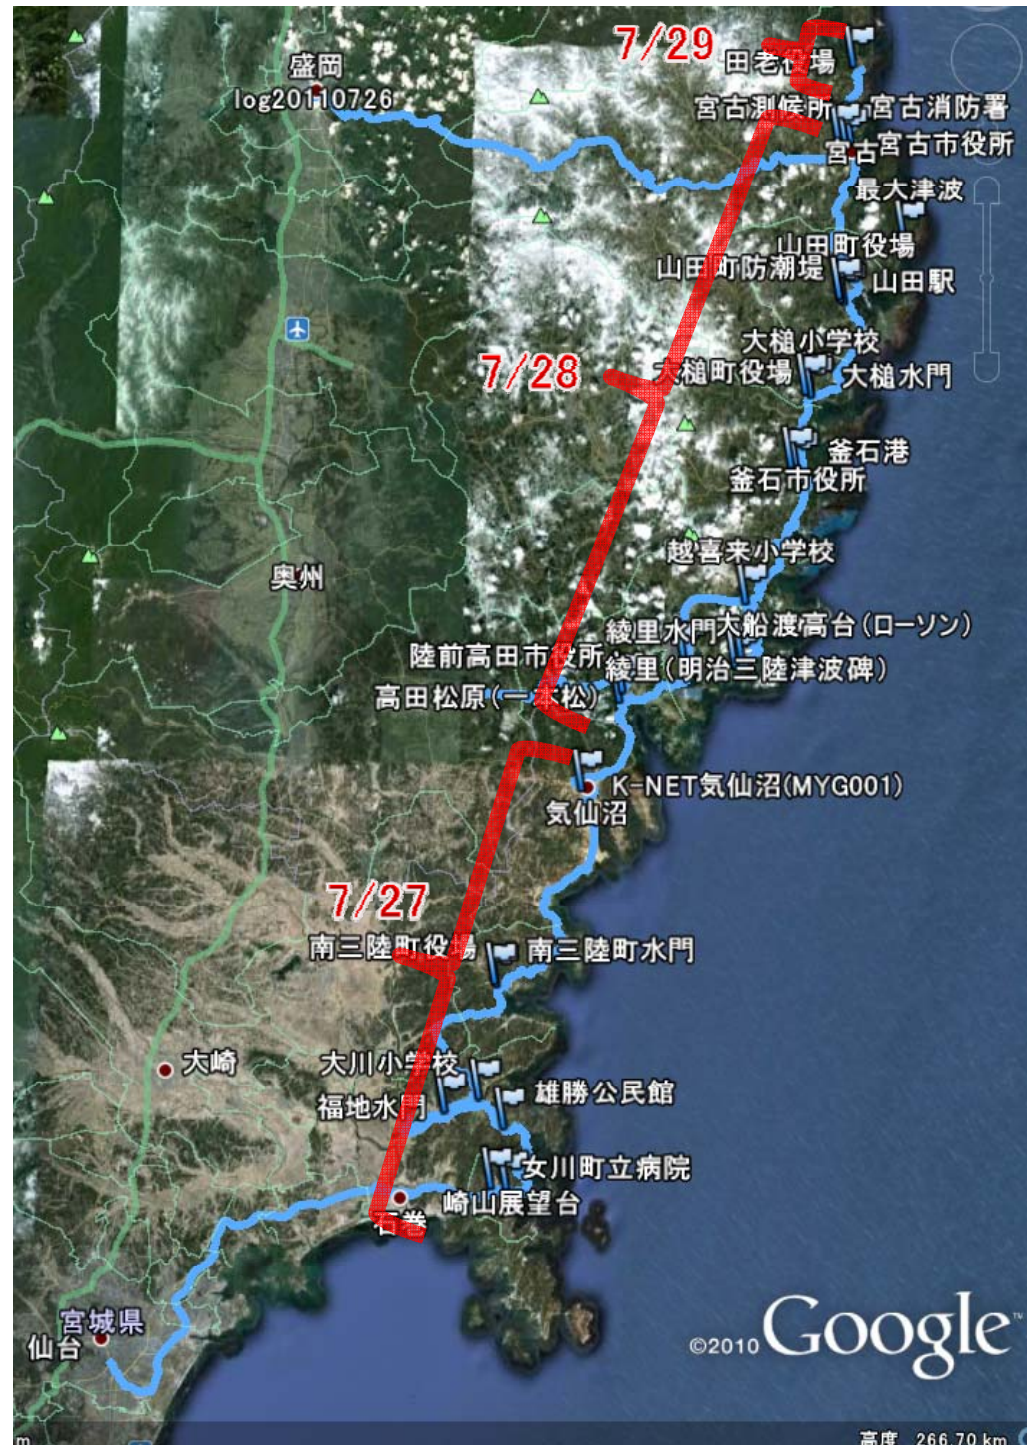 7/29
田老役場
盛岡
log20110726
宮古測候所
宮古消防署
宮古市役所
宮古
最大津波
山田町役場
山田町防潮堤
山田駅
大槌小学校
7/28
大槌町役場
大槌水門
釜石港
釜石市役所
越喜来小学校
奥州
綾里水門
大船渡高台(ローソン)
陸前高田市役所
綾里(明治三陸津波碑)
高田松原(一本松)
K-NET気仙沼(MYG001)
気仙沼
7/27
南三陸町役場
南三陸町水門
大崎
大川小学校
雄勝公民館
福地水門
女川町立病院
崎山展望台
石巻
宮城県
仙台
©2010 Google™
m
高度 266.70 km